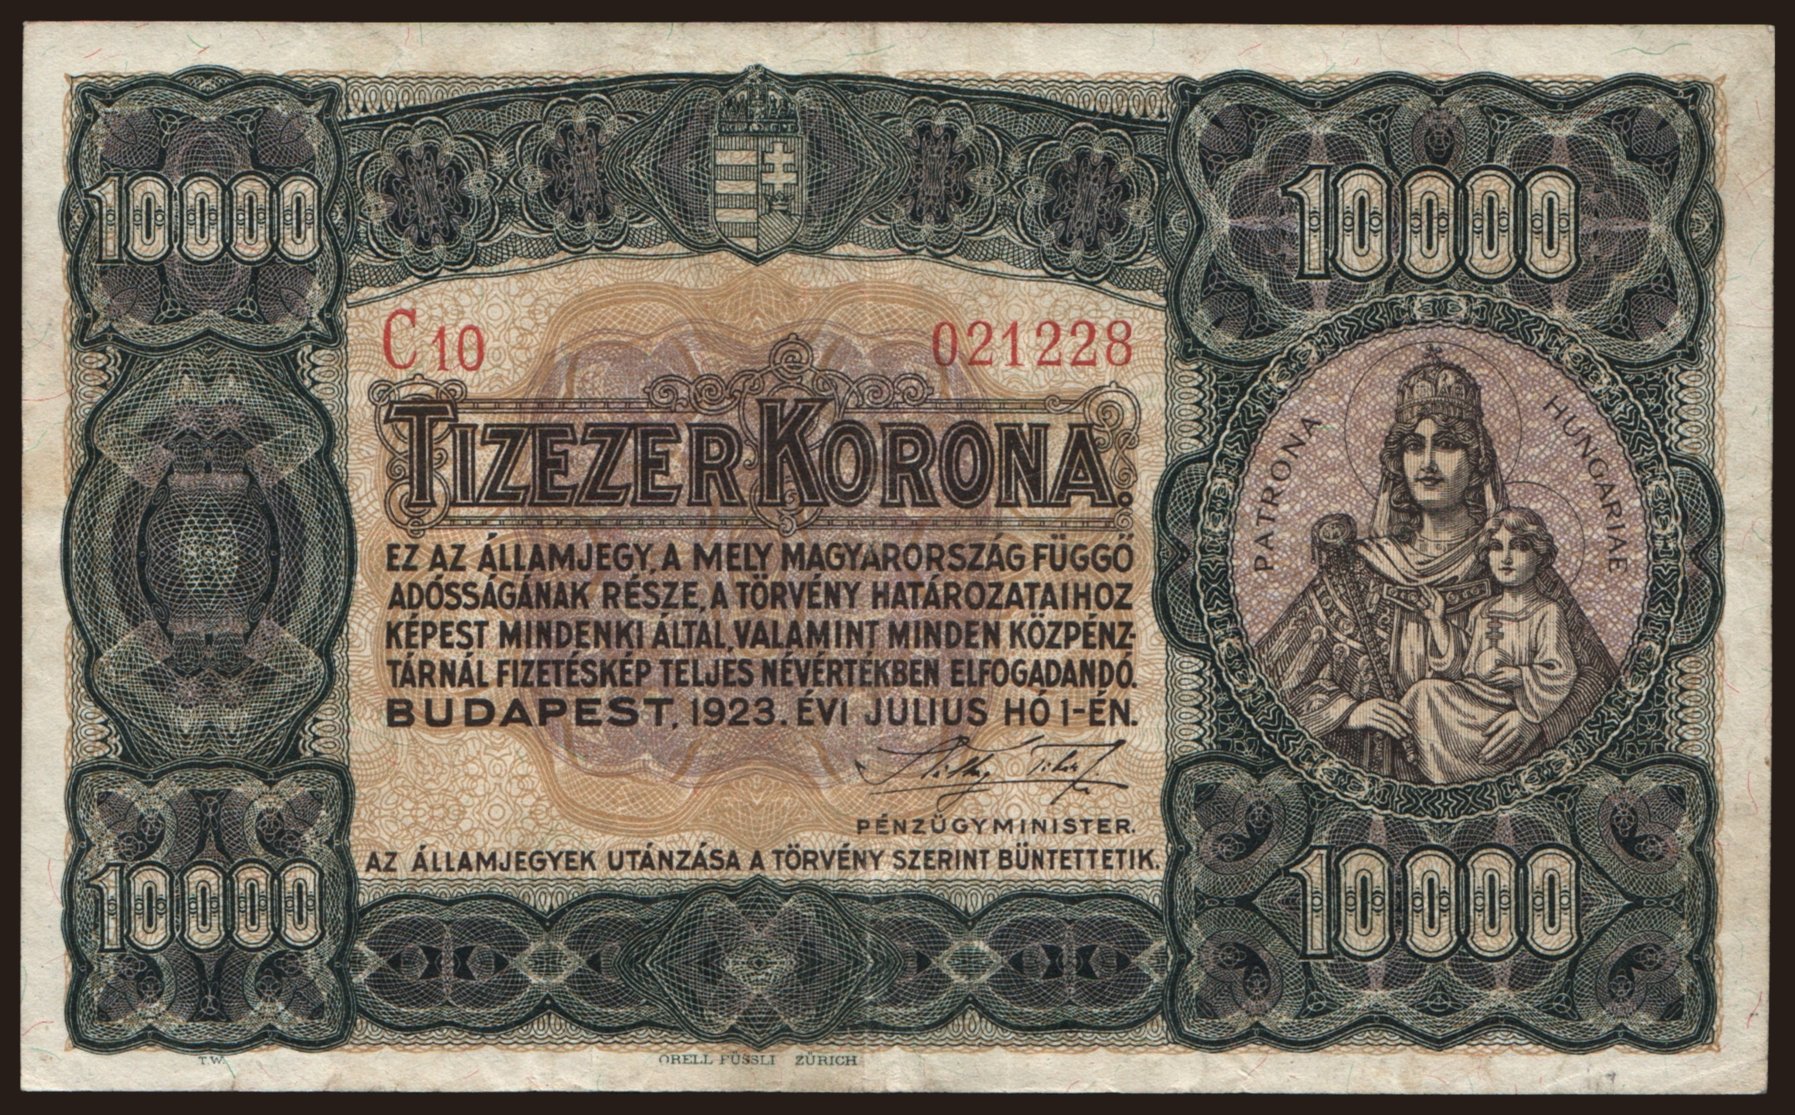 10000
10000
C10 021228
TIZEZER KORONA.
PATRONA HUNGARIAE
EZ AZ ÁLLAMJEGY, A MELY MAGYARORSZÁG FÜGGŐ
ADÓSSÁGÁNAK RÉSZE, A TÖRVÉNY HATÁROZATAIHOZ
KÉPEST MINDENKI ÁLTAL, VALAMINT MINDEN KÖZPÉNZ-
TÁRNÁL FIZETÉSKÉP TELJES NÉVÉRTÉKBEN ELFOGADANDÓ.
BUDAPEST, 1923. ÉVI JULIUS HÓ 1-ÉN.
PÉNZÜGYMINISTER.
AZ ÁLLAMJEGYEK UTÁNZÁSA A TÖRVÉNY SZERINT BÜNTETTETIK.
10000
10000
T.W. ORELL FÜSSLI ZÜRICH